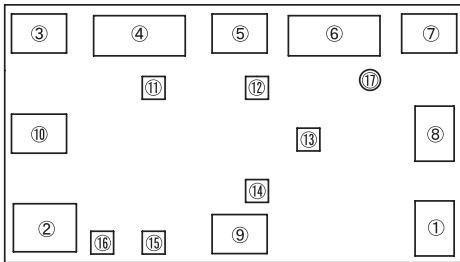 ③ ④ ⑤ ⑥ ⑦
⑪ ⑫ ⑰
⑩ ⑬ ⑧
⑭
② ⑯ ⑮ ⑨ ①